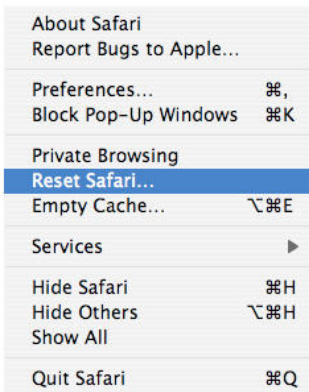 About Safari
Report Bugs to Apple...
Preferences... ⌘,
Block Pop-Up Windows ⌘K
Private Browsing
Reset Safari...
Empty Cache... ⌥⌘E
Services ▶
Hide Safari ⌘H
Hide Others ⌥⌘H
Show All
Quit Safari ⌘Q